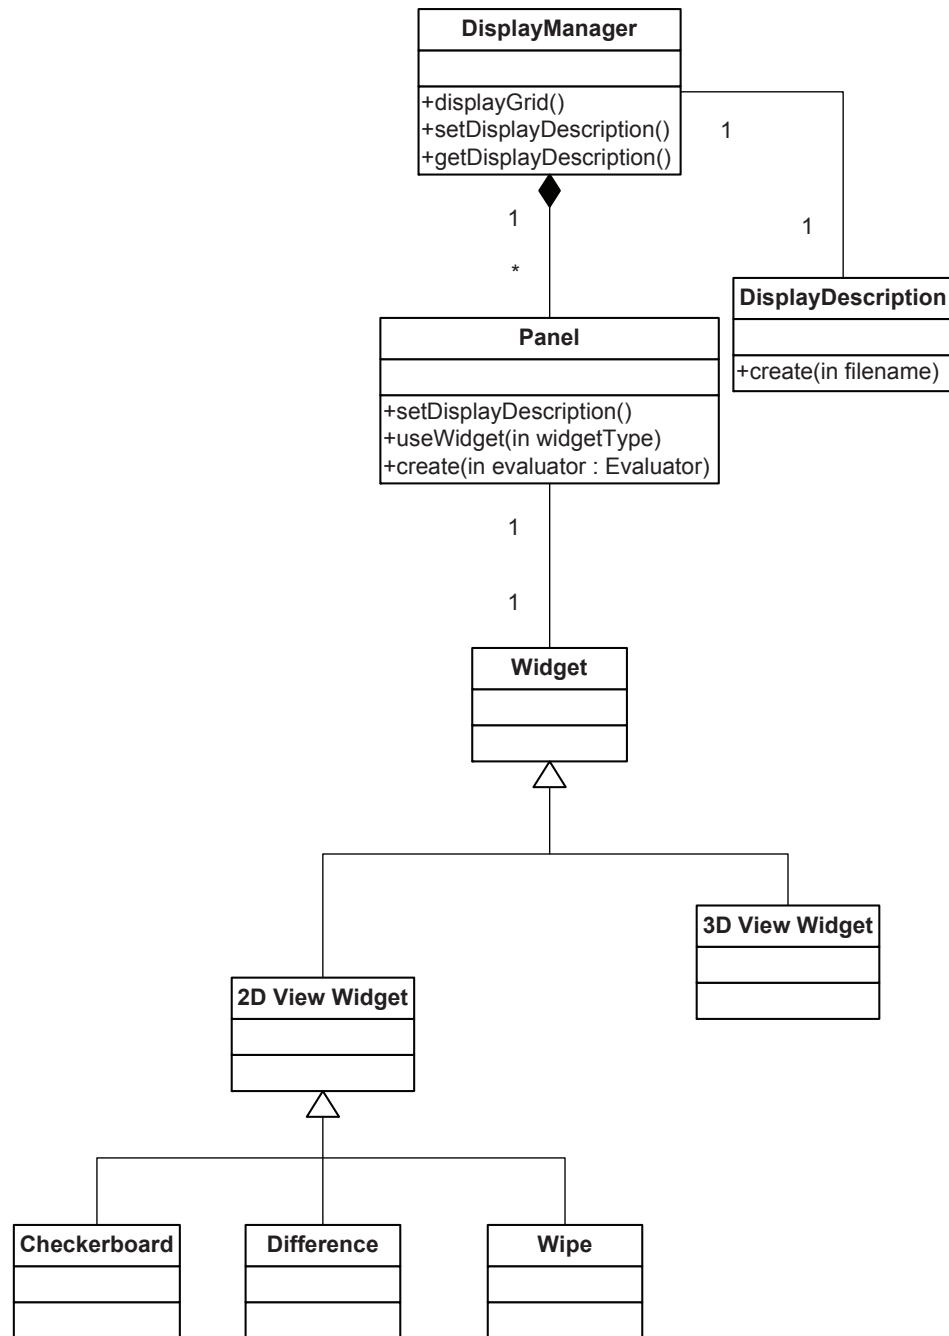 DisplayManager
+displayGrid()
+setDisplayDescription()
+getDisplayDescription()
1
1
1
*
DisplayDescription
+create(in filename)
Panel
+setDisplayDescription()
+useWidget(in widgetType)
+create(in evaluator : Evaluator)
1
1
Widget
3D View Widget
2D View Widget
Checkerboard
Difference
Wipe